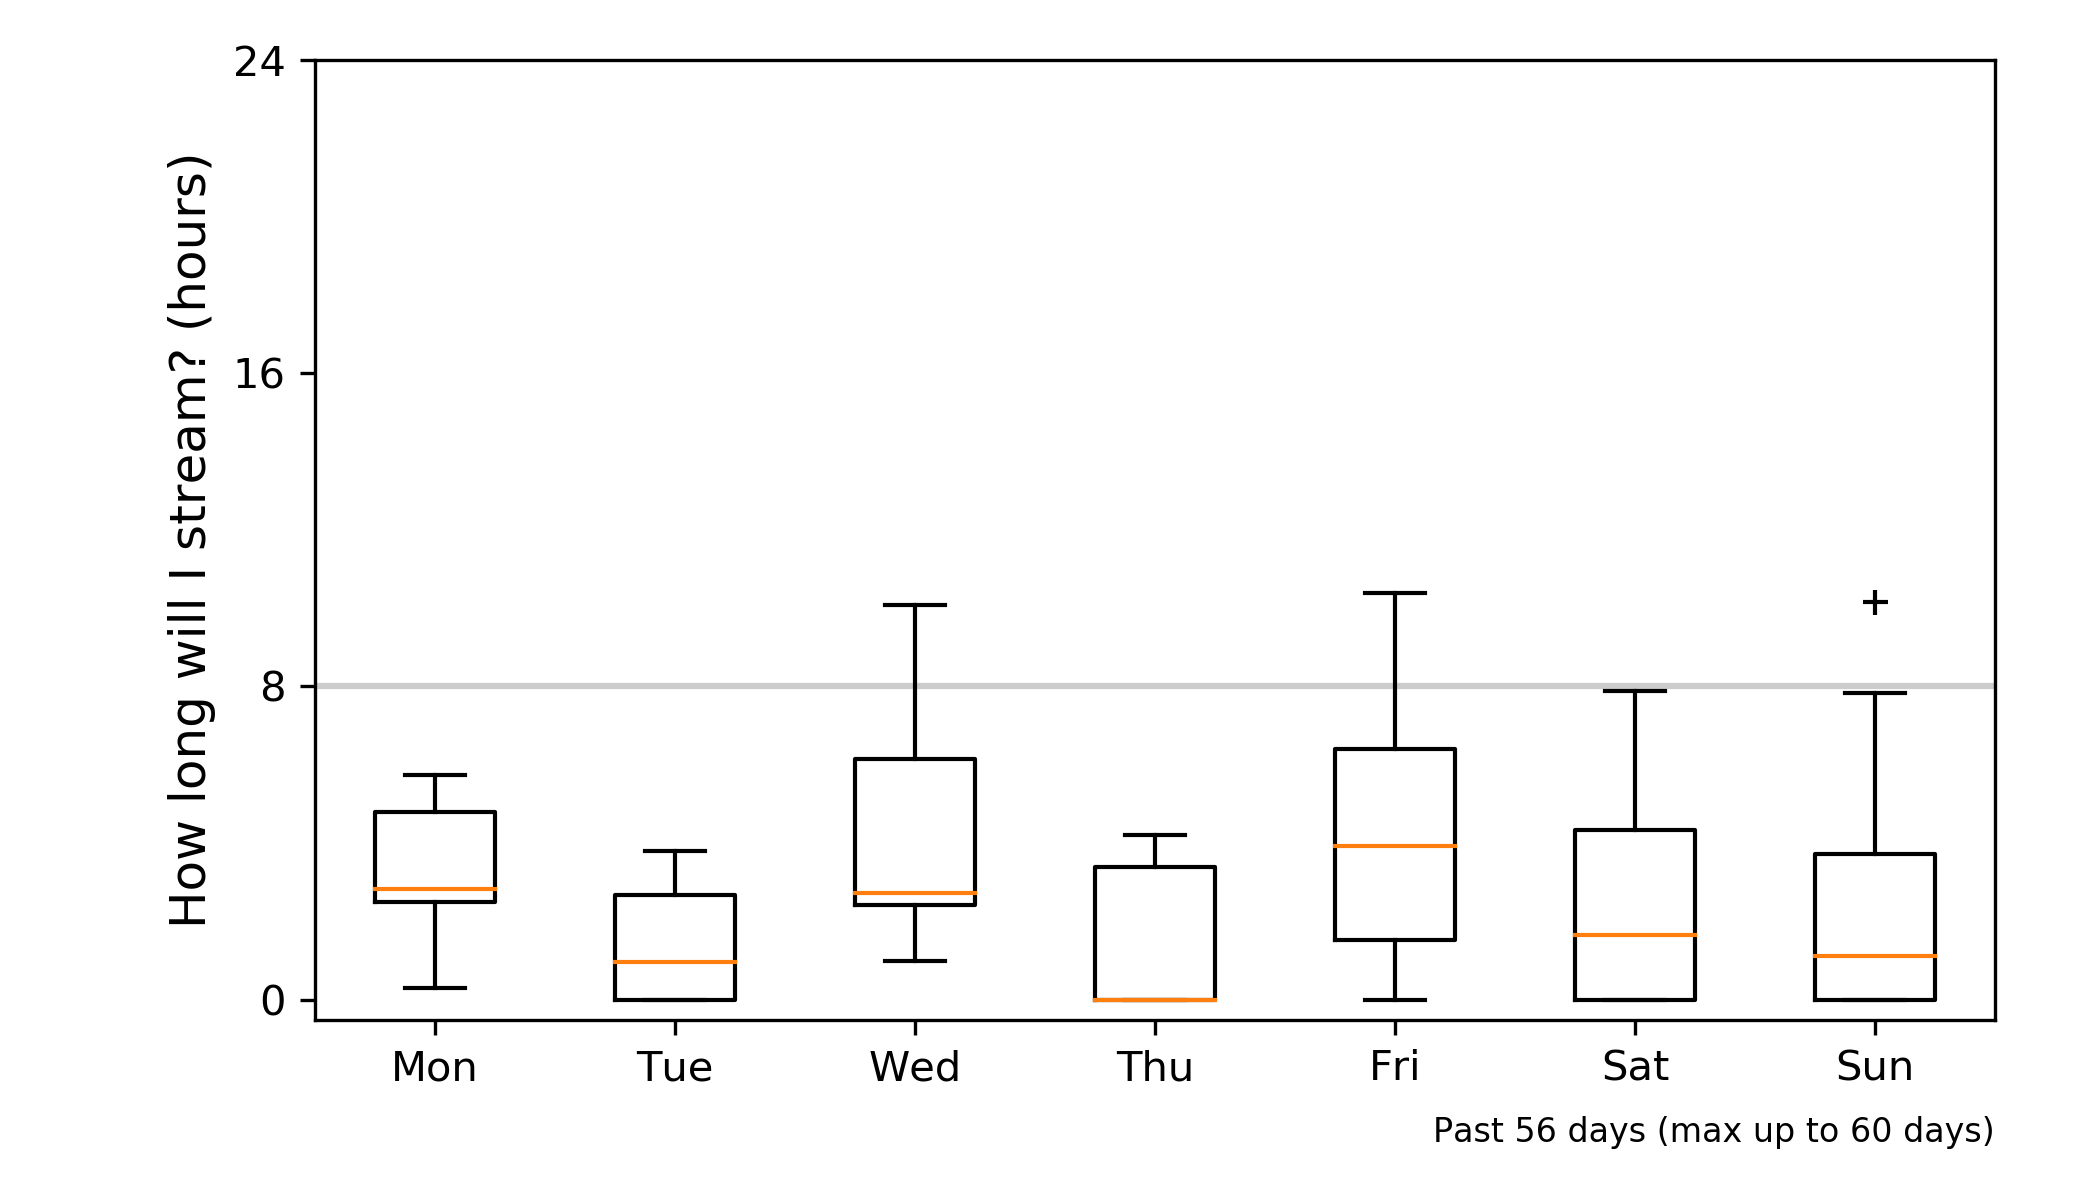 How long will I stream? (hours)
24
16
8
0
Mon Tue Wed Thu Fri Sat Sun
Past 56 days (max up to 60 days)